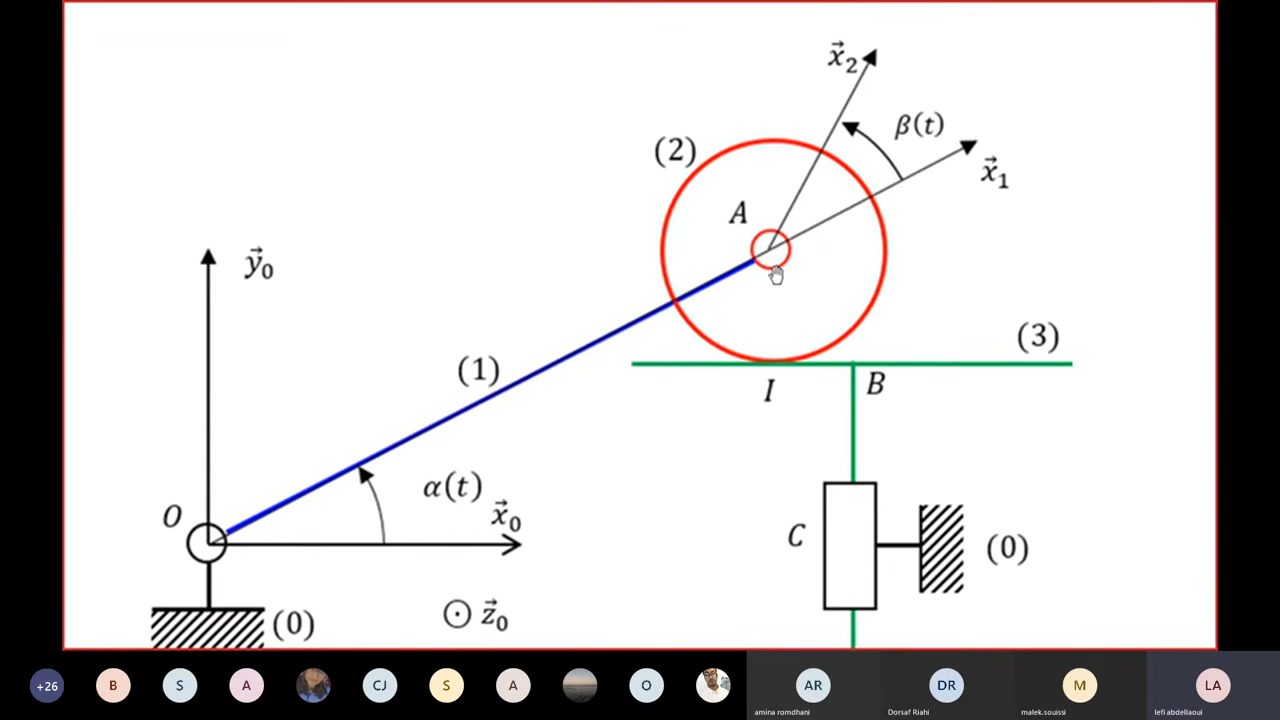 x⃗₂
β(t)
(2)
x⃗₁
A
y⃗₀
(3)
(1)
I
B
α(t)
O
x⃗₀
C
(0)
z⃗₀
(0)
+26
B
S
A
CJ
S
A
O
AR
DR
M
LA
amina romdhani
Dorsaf Riahi
malek.souissi
lefi abdellaoui